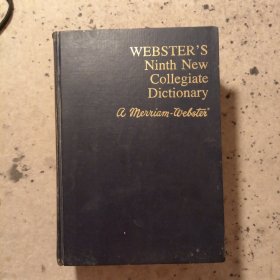 WEBSTER'S
Ninth New
Collegiate
Dictionary
a Merriam-Webster®